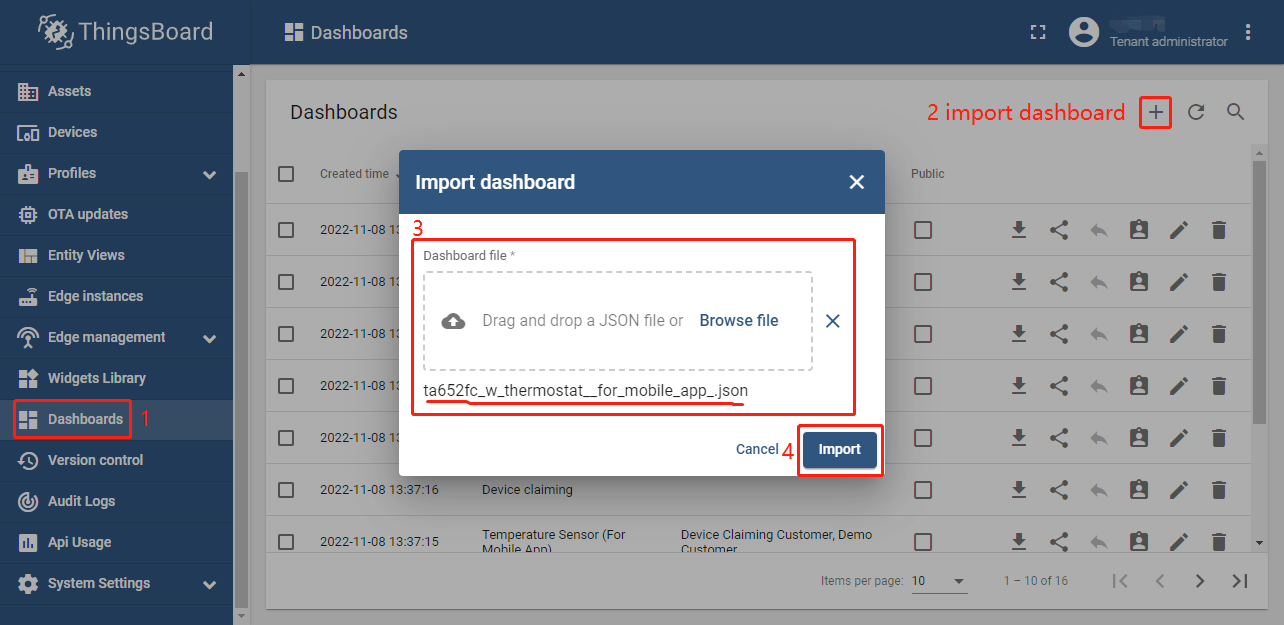 ThingsBoard
Dashboards
Tenant administrator
Assets
Devices
Profiles
OTA updates
Entity Views
Edge instances
Edge management
Widgets Library
Dashboards 1
Version control
Audit Logs
Api Usage
System Settings
Dashboards
2 import dashboard
Created time
Public
2022-11-08 13
2022-11-08 13
2022-11-08 13
2022-11-08 13
2022-11-08 13
2022-11-08 13:37:16 Device claiming
2022-11-08 13:37:15 Temperature Sensor (For Device Claiming Customer, Demo
Mobile App) Customer
Items per page: 10 1 – 10 of 16
Import dashboard
3
Dashboard file *
Drag and drop a JSON file or Browse file
ta652fc_w_thermostat__for_mobile_app_.json
Cancel 4 Import